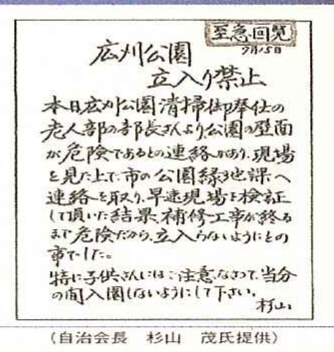 至急回覧
9月15日
広刈公園
立入り禁止
本日広刈公園清掃御奉仕の
老人部の部長さんより公園の壁面
が危険であるとの連絡があり、現場
を見た上で、市の公園緑地課へ
連絡を取り、早速現場を検証
して頂いた結果、補修工事が終る
まで危険だから、立入らないようにとの
事でした。
特に子供さんにはご注意なさって、当分
の間入園しないようにして下さい。
杉山
(自治会長 杉山 茂氏提供)